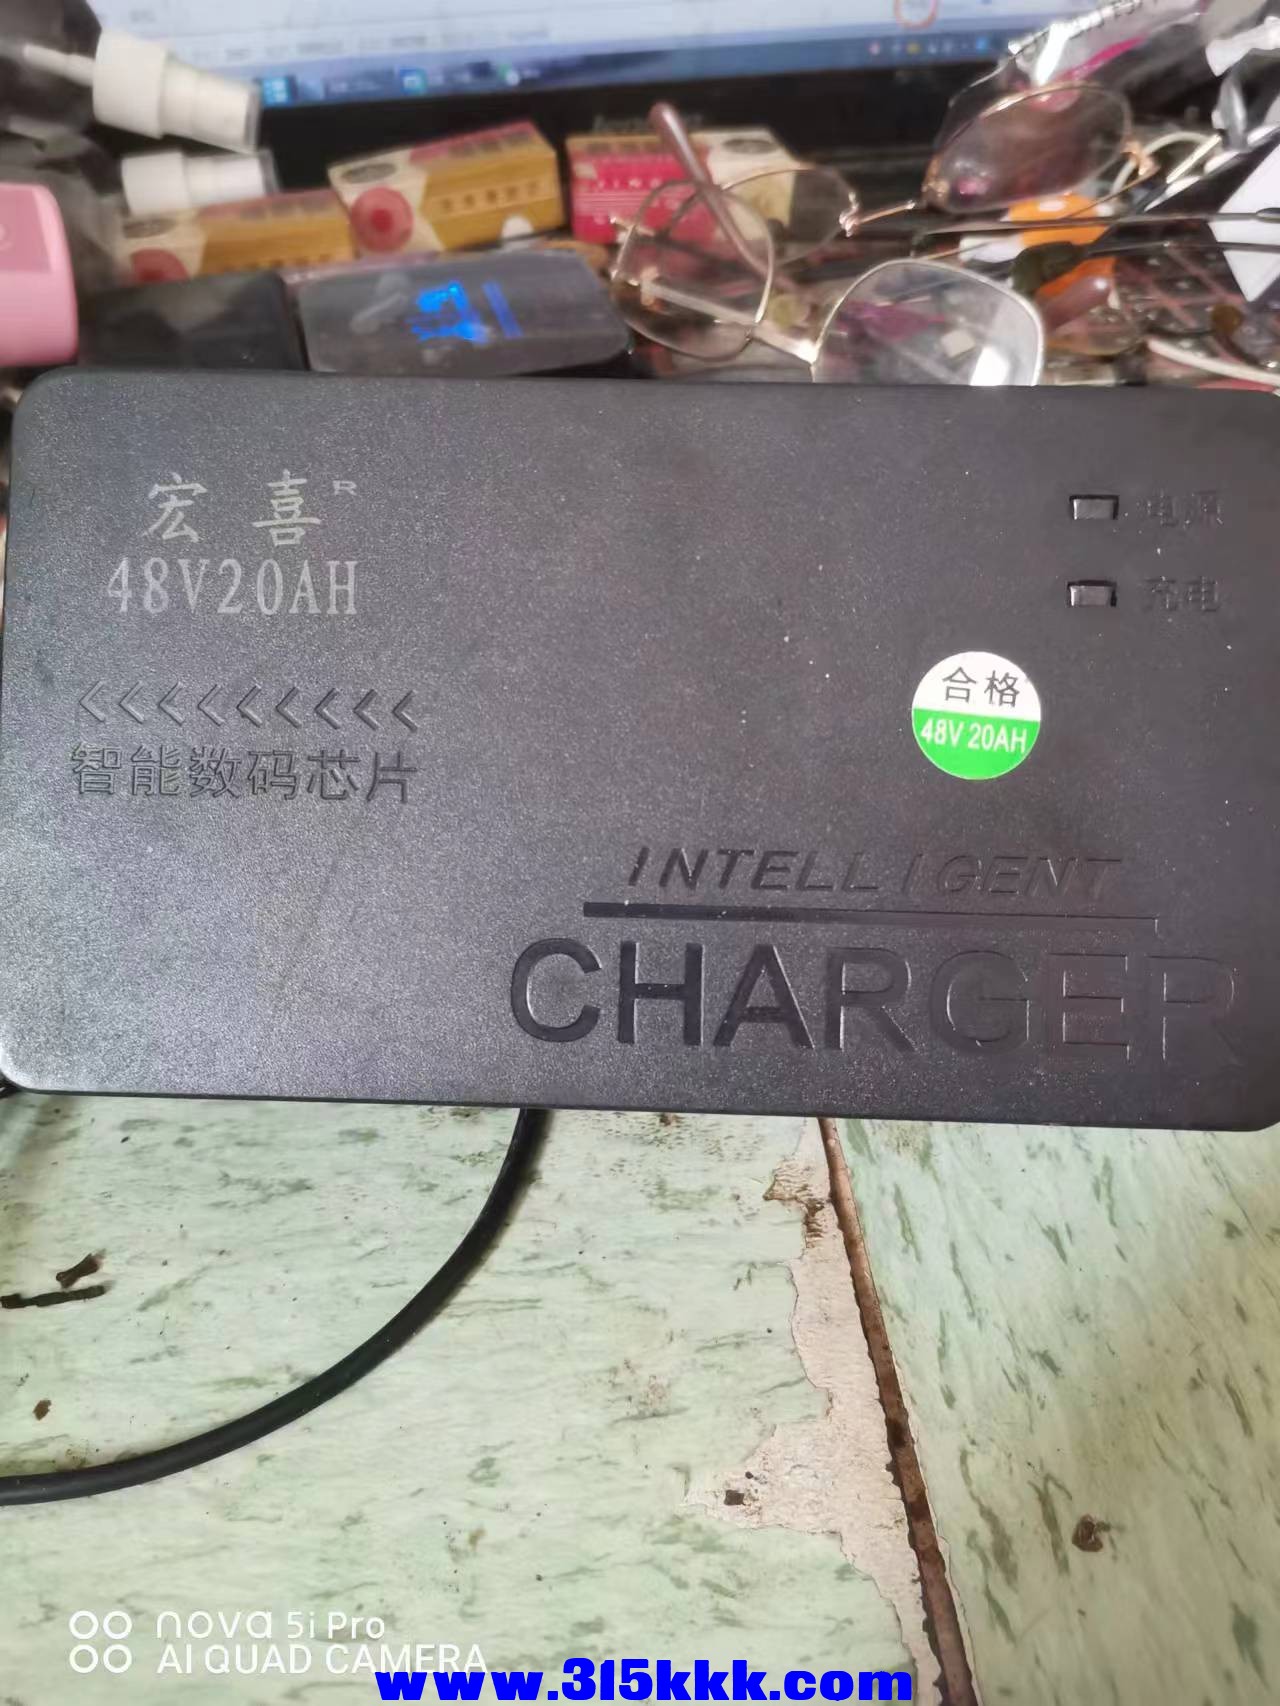 宏喜R
48V20AH
电源
充电
合格
48V 20AH
智能数码芯片
INTELLIGENT
CHARGER
nova 5i Pro
AI QUAD CAMERA
www.315kkk.com